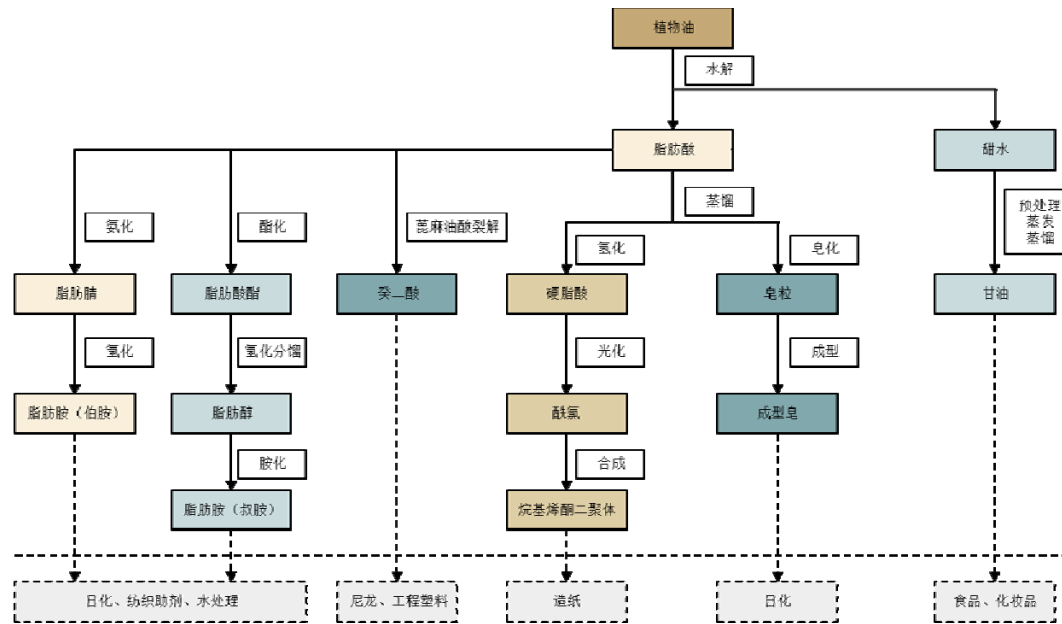 植物油
水解
脂肪酸
甜水
蒸馏
预处理
蒸发
蒸馏
氨化
酯化
蓖麻油酸裂解
氢化
皂化
脂肪腈
脂肪酸酯
癸二酸
硬脂酸
皂粒
甘油
氢化
氢化分馏
光化
成型
脂肪胺（伯胺）
脂肪醇
酰氯
成型皂
胺化
合成
脂肪胺（叔胺）
烷基烯酮二聚体
日化、纺织助剂、水处理
尼龙、工程塑料
造纸
日化
食品、化妆品